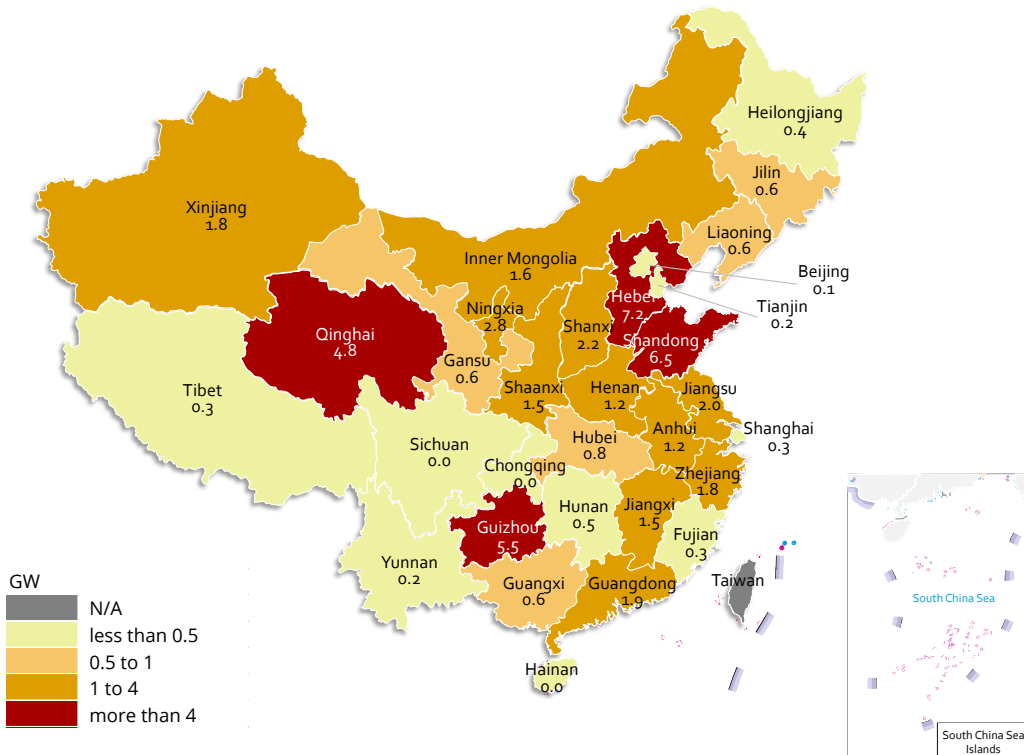 Heilongjiang
0.4
Jilin
0.6
Liaoning
0.6
Xinjiang
1.8
Inner Mongolia
1.6
Beijing
0.1
Tianjin
0.2
Hebei
7.2
Ningxia
2.8
Shanxi
2.2
Shandong
6.5
Qinghai
4.8
Gansu
0.6
Tibet
0.3
Shaanxi
1.5
Henan
1.2
Jiangsu
2.0
Anhui
1.2
Shanghai
0.3
Sichuan
0.0
Hubei
0.8
Chongqing
0.0
Zhejiang
1.8
Hunan
0.5
Jiangxi
1.5
Guizhou
5.5
Fujian
0.3
Yunnan
0.2
Guangxi
0.6
Guangdong
1.9
Taiwan
Hainan
0.0
GW
N/A
less than 0.5
0.5 to 1
1 to 4
more than 4
South China Sea
South China Sea
Islands